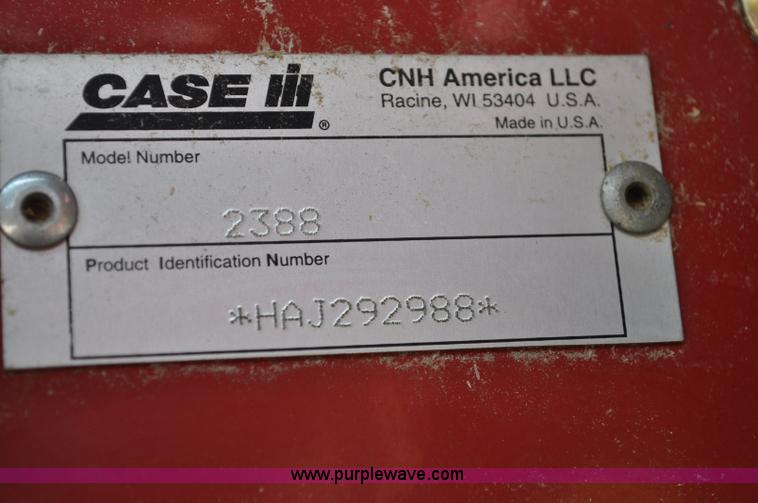 CASE IH ®
CNH America LLC
Racine, WI 53404 U.S.A.
Made in U.S.A.
Model Number
2388
Product Identification Number
*HAJ292988*
www.purplewave.com